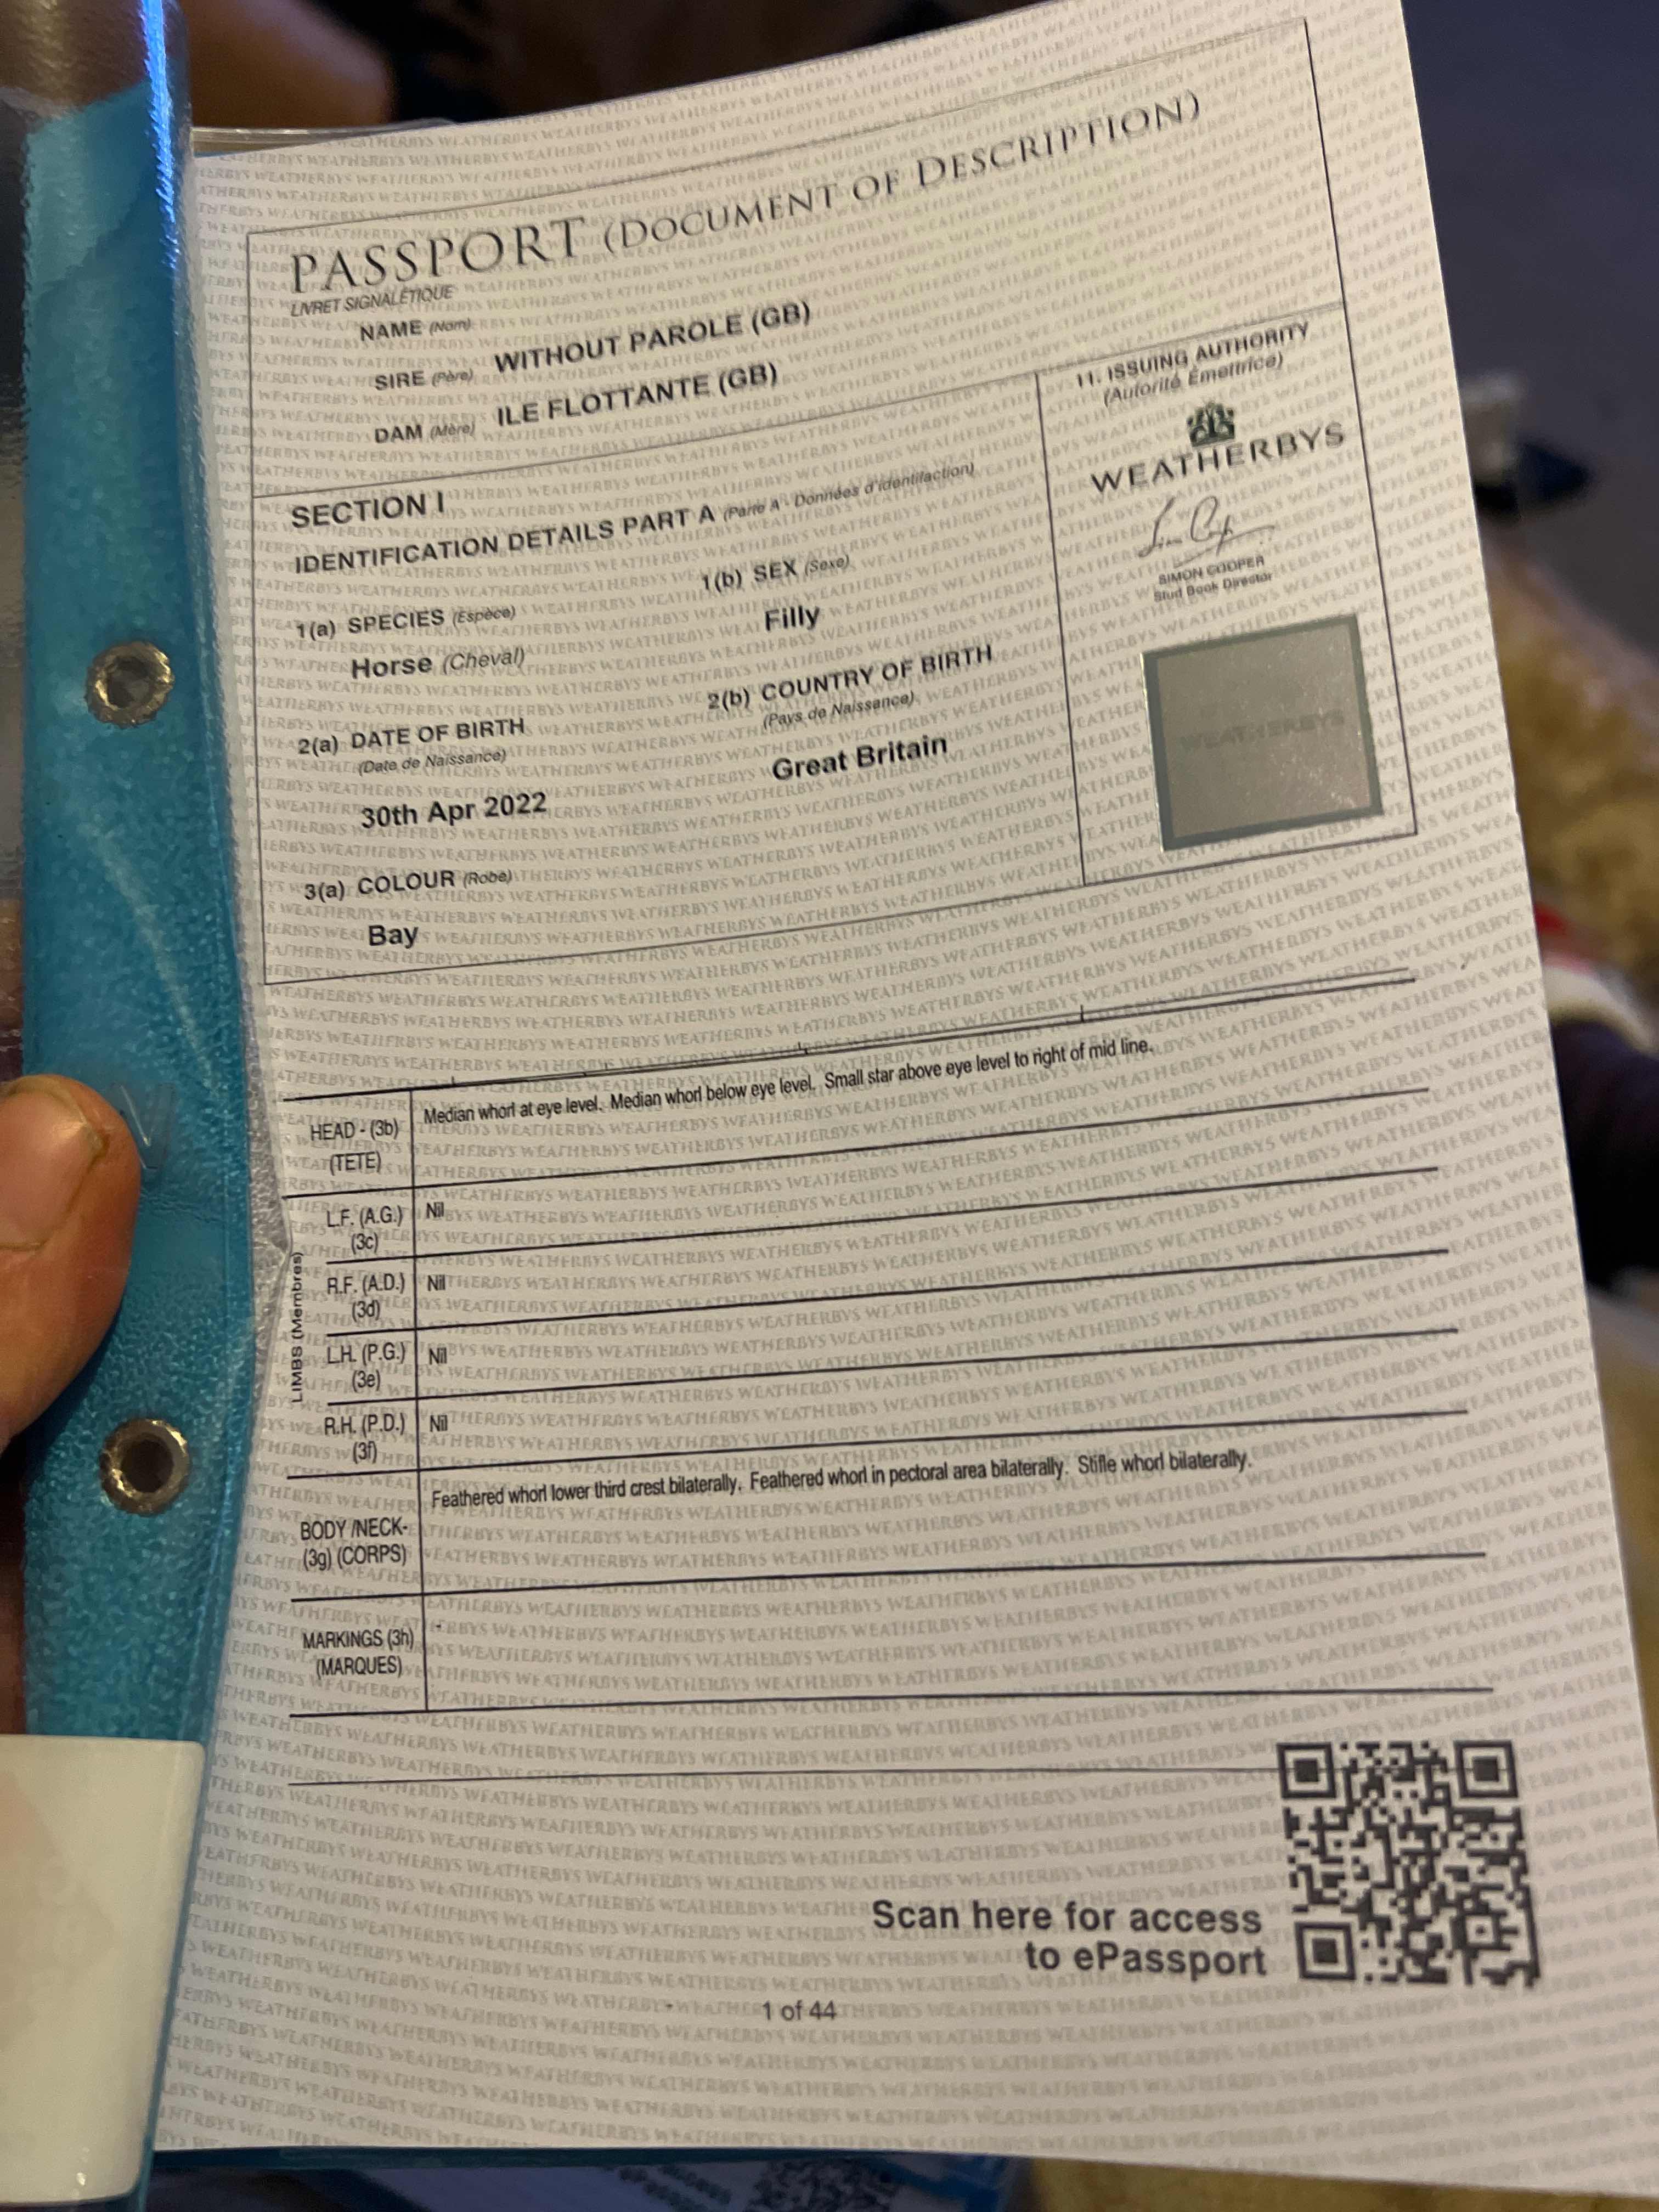 PASSPORT (DOCUMENT OF DESCRIPTION)
LIVRET SIGNALÉTIQUE
NAME (Nom)
SIRE (Père) WITHOUT PAROLE (GB)
DAM (Mère) ILE FLOTTANTE (GB)
SECTION I
IDENTIFICATION DETAILS PART A (Partie A - Données d'identifaction)
1(a) SPECIES (Espèce)
Horse (Cheval)
1(b) SEX (Sexe)
Filly
2(a) DATE OF BIRTH
(Date de Naissance)
30th Apr 2022
2(b) COUNTRY OF BIRTH
(Pays de Naissance)
Great Britain
3(a) COLOUR (Robe)
Bay
11. ISSUING AUTHORITY
(Autorité Émettrice)
WEATHERBYS
SIMON COOPER
Stud Book Director
WEATHERBYS
HEAD - (3b)
(TETE)
Median whorl at eye level. Median whorl below eye level. Small star above eye level to right of mid line.
LIMBS (Membres)
L.F. (A.G.)
(3c)
Nil
R.F. (A.D.)
(3d)
Nil
L.H. (P.G.)
(3e)
Nil
R.H. (P.D.)
(3f)
Nil
BODY /NECK-
(3g) (CORPS)
Feathered whorl lower third crest bilaterally. Feathered whorl in pectoral area bilaterally. Stifle whorl bilaterally.
MARKINGS (3h)
(MARQUES)
-
Scan here for access
to ePassport
1 of 44